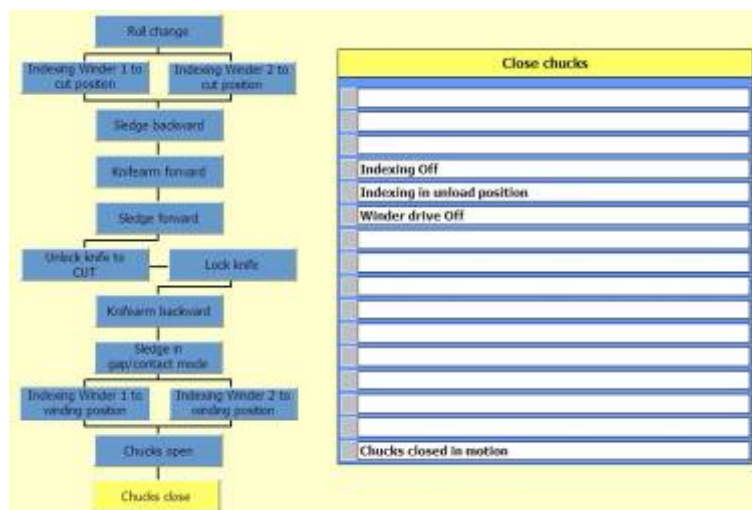 Roll change
Indexing Winder 1 to
cut position
Indexing Winder 2 to
cut position
Sledge backward
Knifearm forward
Sledge forward
Unlock knife to
CUT
Lock knife
Knifearm backward
Sledge in
gap/contact mode
Indexing Winder 1 to
winding position
Indexing Winder 2 to
winding position
Chucks open
Chucks close
Close chucks
Indexing Off
Indexing in unload position
Winder drive Off
Chucks closed in motion